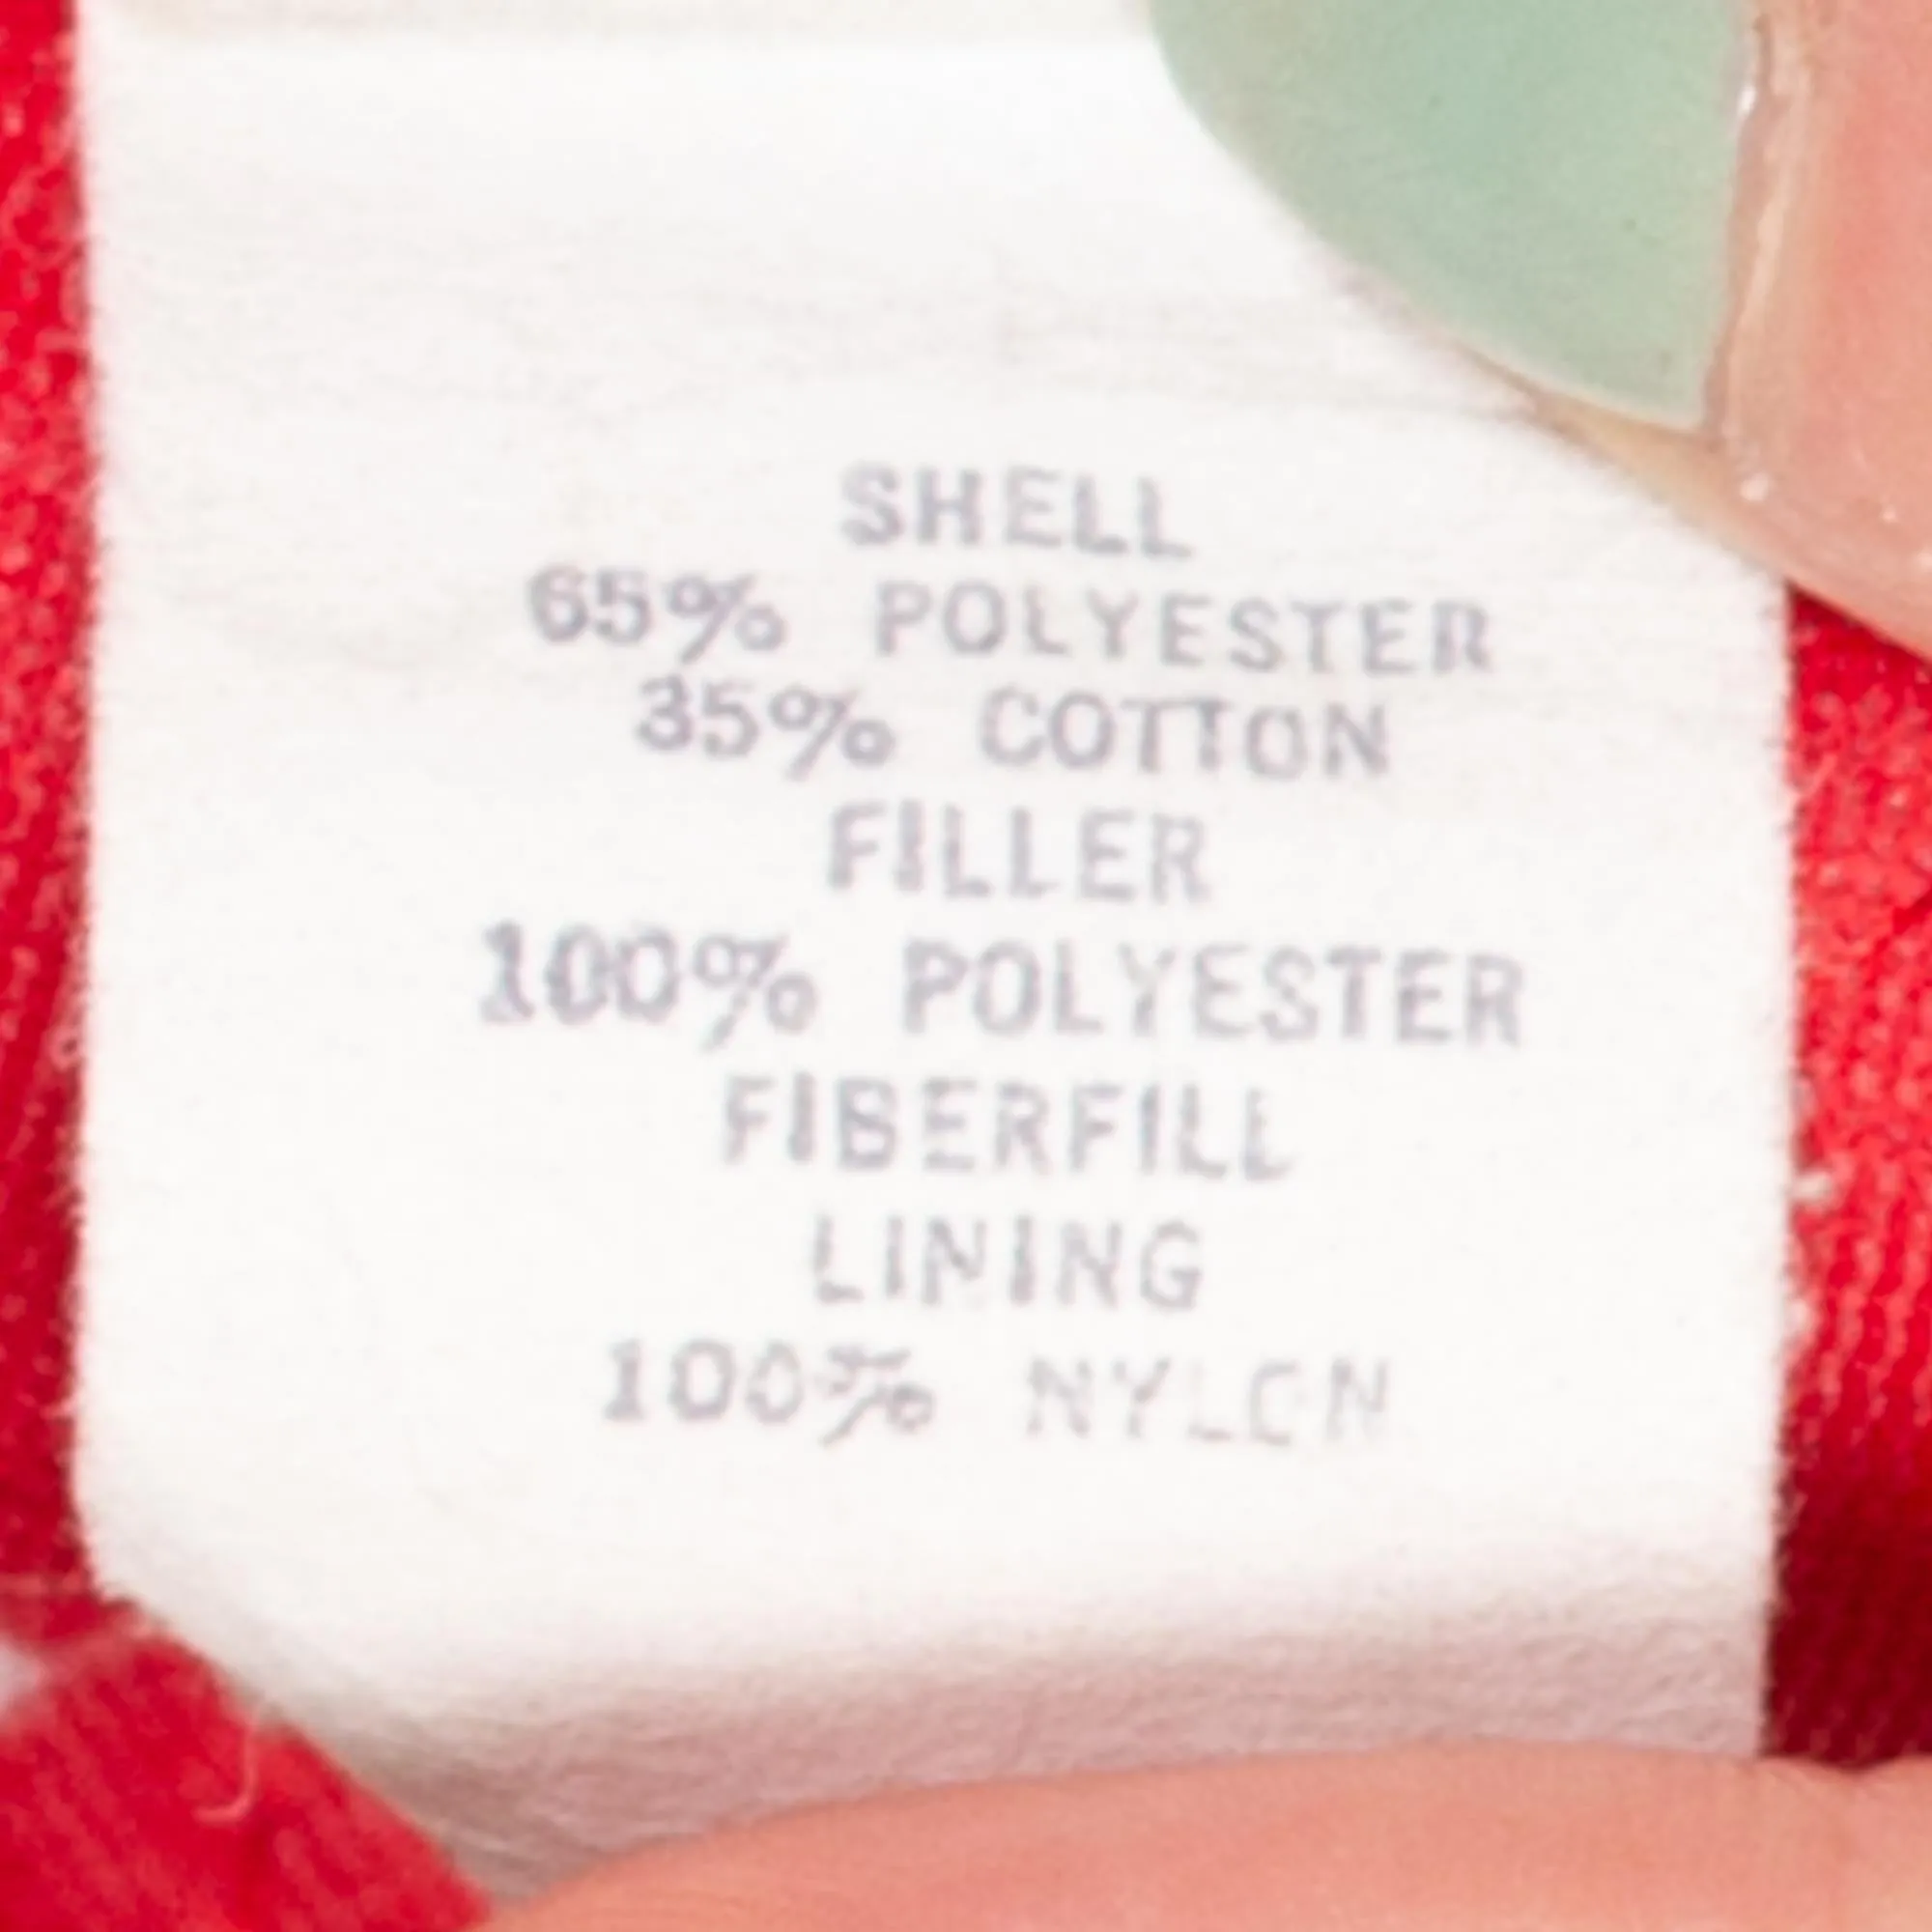 SHELL
65% POLYESTER
35% COTTON
FILLER
100% POLYESTER
FIBERFILL
LINING
100% NYLON